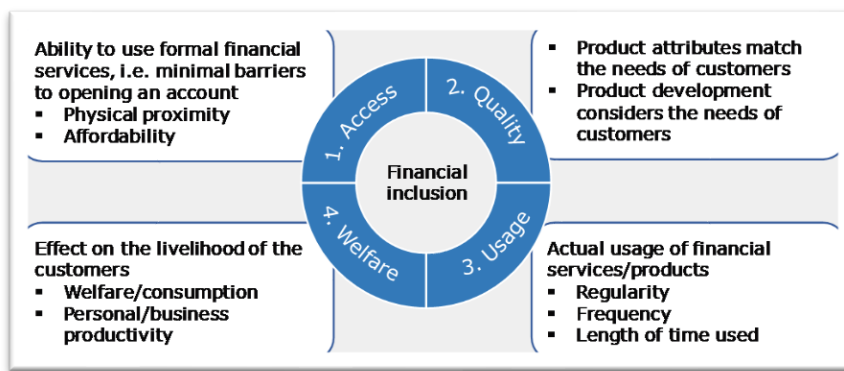 Ability to use formal financial
services, i.e. minimal barriers
to opening an account
▪ Physical proximity
▪ Affordability
▪ Product attributes match
the needs of customers
▪ Product development
considers the needs of
customers
1. Access
2. Quality
Financial
inclusion
4. Welfare
3. Usage
Effect on the livelihood of the
customers
▪ Welfare/consumption
▪ Personal/business
productivity
Actual usage of financial
services/products
▪ Regularity
▪ Frequency
▪ Length of time used